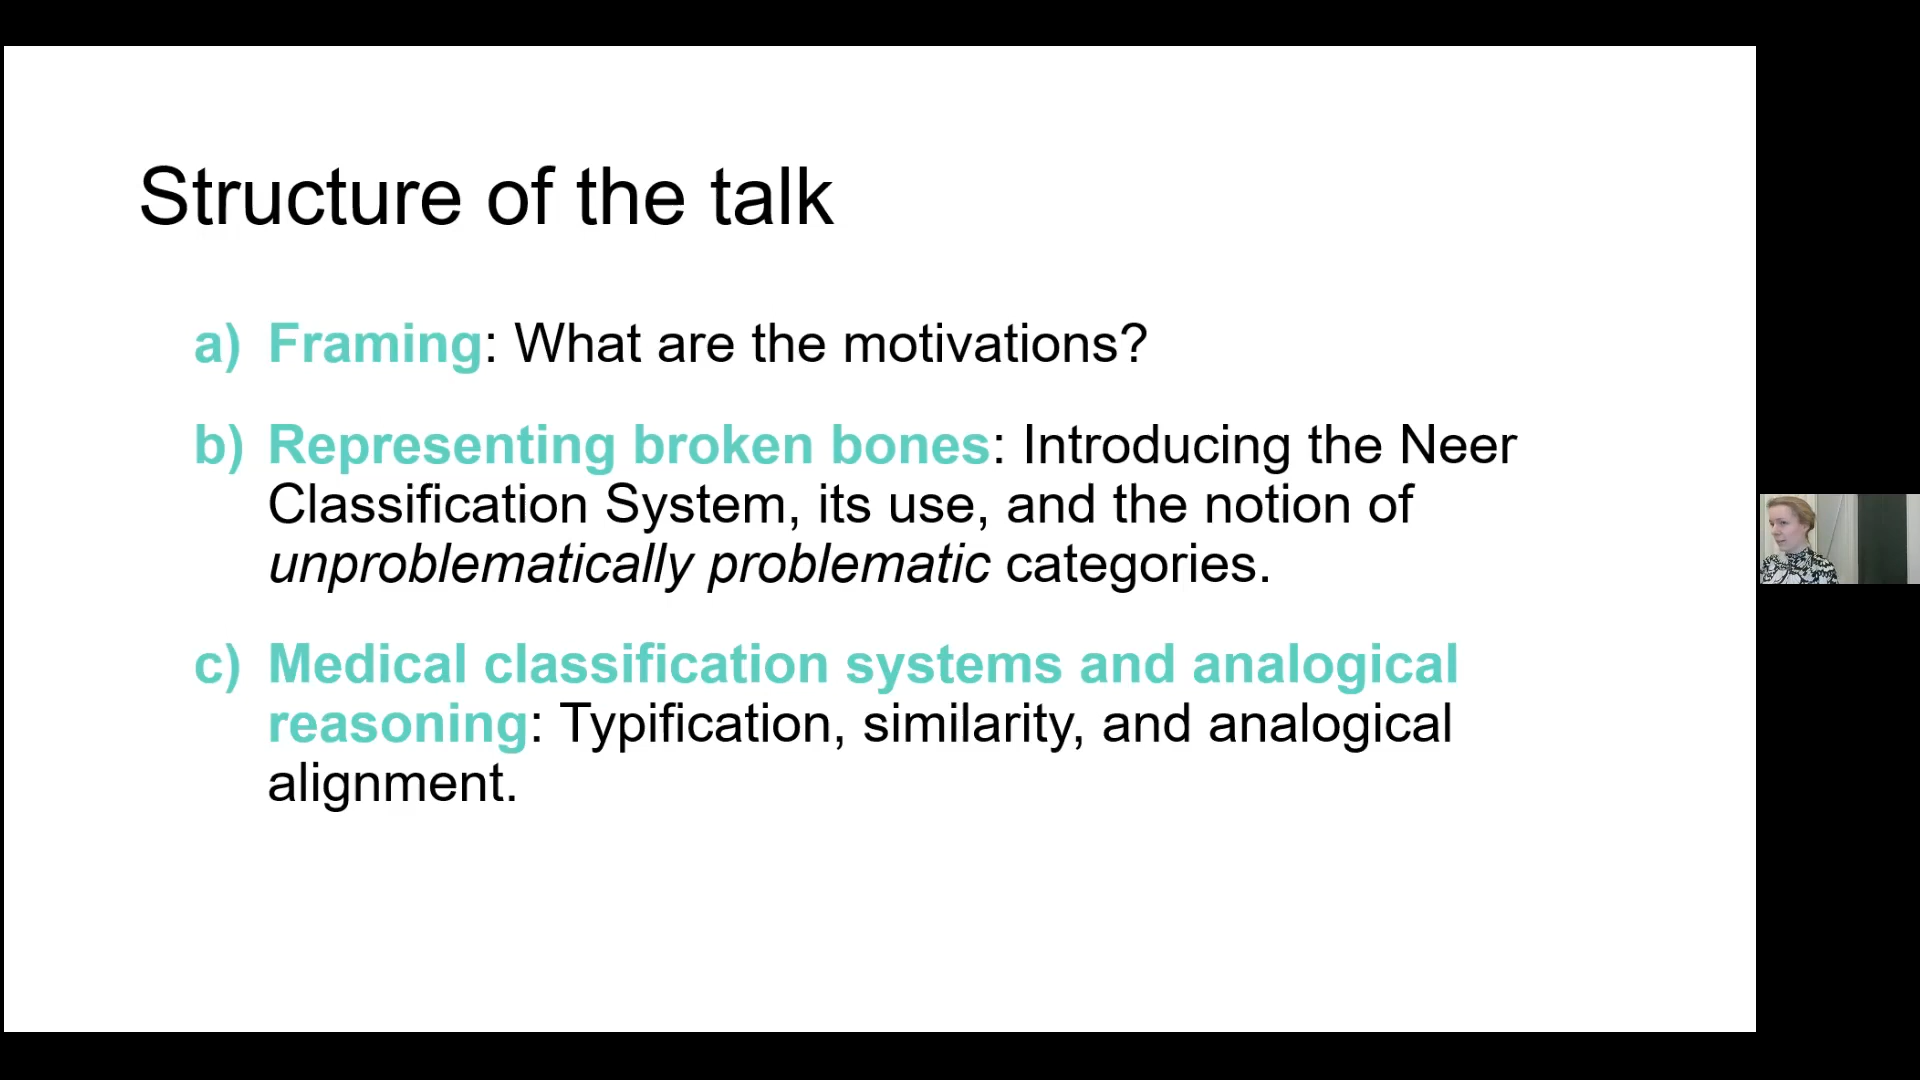 Structure of the talk
a) Framing: What are the motivations?
b) Representing broken bones: Introducing the Neer
Classification System, its use, and the notion of
unproblematically problematic categories.
c) Medical classification systems and analogical
reasoning: Typification, similarity, and analogical
alignment.